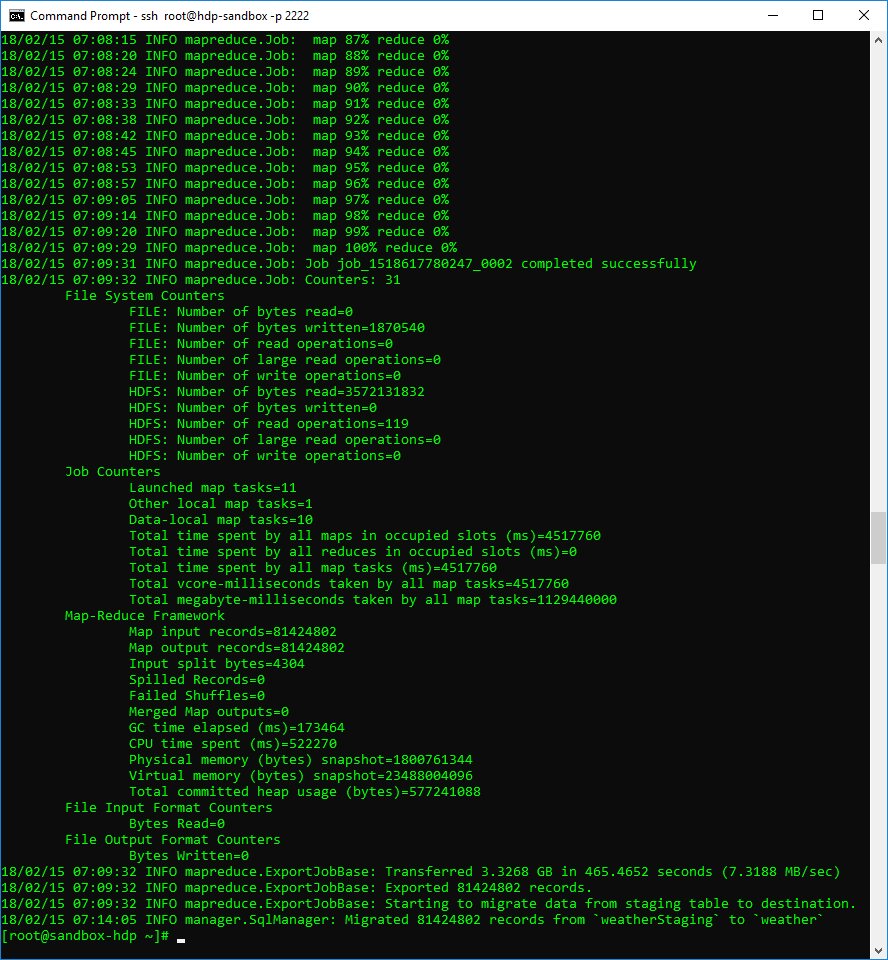 Command Prompt - ssh  root@hdp-sandbox -p 2222
18/02/15 07:08:15 INFO mapreduce.Job:  map 87% reduce 0%
18/02/15 07:08:20 INFO mapreduce.Job:  map 88% reduce 0%
18/02/15 07:08:24 INFO mapreduce.Job:  map 89% reduce 0%
18/02/15 07:08:29 INFO mapreduce.Job:  map 90% reduce 0%
18/02/15 07:08:33 INFO mapreduce.Job:  map 91% reduce 0%
18/02/15 07:08:38 INFO mapreduce.Job:  map 92% reduce 0%
18/02/15 07:08:42 INFO mapreduce.Job:  map 93% reduce 0%
18/02/15 07:08:45 INFO mapreduce.Job:  map 94% reduce 0%
18/02/15 07:08:53 INFO mapreduce.Job:  map 95% reduce 0%
18/02/15 07:08:57 INFO mapreduce.Job:  map 96% reduce 0%
18/02/15 07:09:05 INFO mapreduce.Job:  map 97% reduce 0%
18/02/15 07:09:14 INFO mapreduce.Job:  map 98% reduce 0%
18/02/15 07:09:20 INFO mapreduce.Job:  map 99% reduce 0%
18/02/15 07:09:29 INFO mapreduce.Job:  map 100% reduce 0%
18/02/15 07:09:31 INFO mapreduce.Job: Job job_1518617780247_0002 completed successfully
18/02/15 07:09:32 INFO mapreduce.Job: Counters: 31
        File System Counters
                FILE: Number of bytes read=0
                FILE: Number of bytes written=1870540
                FILE: Number of read operations=0
                FILE: Number of large read operations=0
                FILE: Number of write operations=0
                HDFS: Number of bytes read=3572131832
                HDFS: Number of bytes written=0
                HDFS: Number of read operations=119
                HDFS: Number of large read operations=0
                HDFS: Number of write operations=0
        Job Counters
                Launched map tasks=11
                Other local map tasks=1
                Data-local map tasks=10
                Total time spent by all maps in occupied slots (ms)=4517760
                Total time spent by all reduces in occupied slots (ms)=0
                Total time spent by all map tasks (ms)=4517760
                Total vcore-milliseconds taken by all map tasks=4517760
                Total megabyte-milliseconds taken by all map tasks=1129440000
        Map-Reduce Framework
                Map input records=81424802
                Map output records=81424802
                Input split bytes=4304
                Spilled Records=0
                Failed Shuffles=0
                Merged Map outputs=0
                GC time elapsed (ms)=173464
                CPU time spent (ms)=522270
                Physical memory (bytes) snapshot=1800761344
                Virtual memory (bytes) snapshot=23488004096
                Total committed heap usage (bytes)=577241088
        File Input Format Counters
                Bytes Read=0
        File Output Format Counters
                Bytes Written=0
18/02/15 07:09:32 INFO mapreduce.ExportJobBase: Transferred 3.3268 GB in 465.4652 seconds (7.3188 MB/sec)
18/02/15 07:09:32 INFO mapreduce.ExportJobBase: Exported 81424802 records.
18/02/15 07:09:32 INFO mapreduce.ExportJobBase: Starting to migrate data from staging table to destination.
18/02/15 07:14:05 INFO manager.SqlManager: Migrated 81424802 records from `weatherStaging` to `weather`
[root@sandbox-hdp ~]#